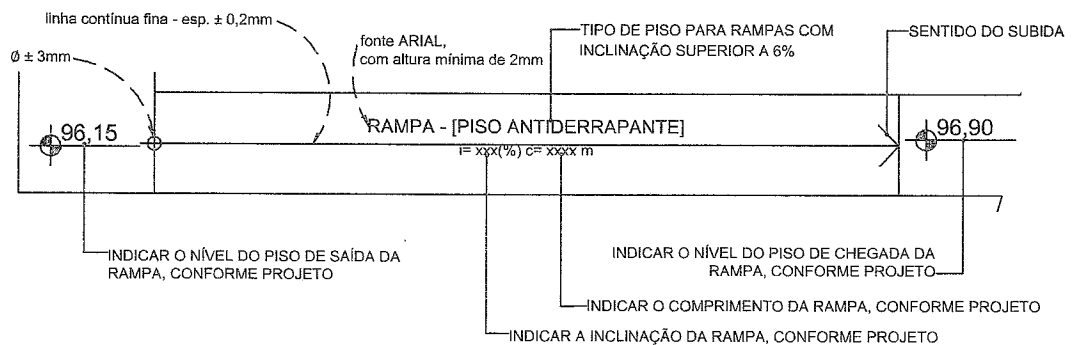 linha contínua fina - esp. ± 0,2mm
Ø ± 3mm
fonte ARIAL,
com altura mínima de 2mm
TIPO DE PISO PARA RAMPAS COM
INCLINAÇÃO SUPERIOR A 6%
SENTIDO DO SUBIDA
96,15
RAMPA - [PISO ANTIDERRAPANTE]
i= xxx(%) c= xxxx m
96,90
INDICAR O NÍVEL DO PISO DE SAÍDA DA
RAMPA, CONFORME PROJETO
INDICAR O NÍVEL DO PISO DE CHEGADA DA
RAMPA, CONFORME PROJETO
INDICAR O COMPRIMENTO DA RAMPA, CONFORME PROJETO
INDICAR A INCLINAÇÃO DA RAMPA, CONFORME PROJETO